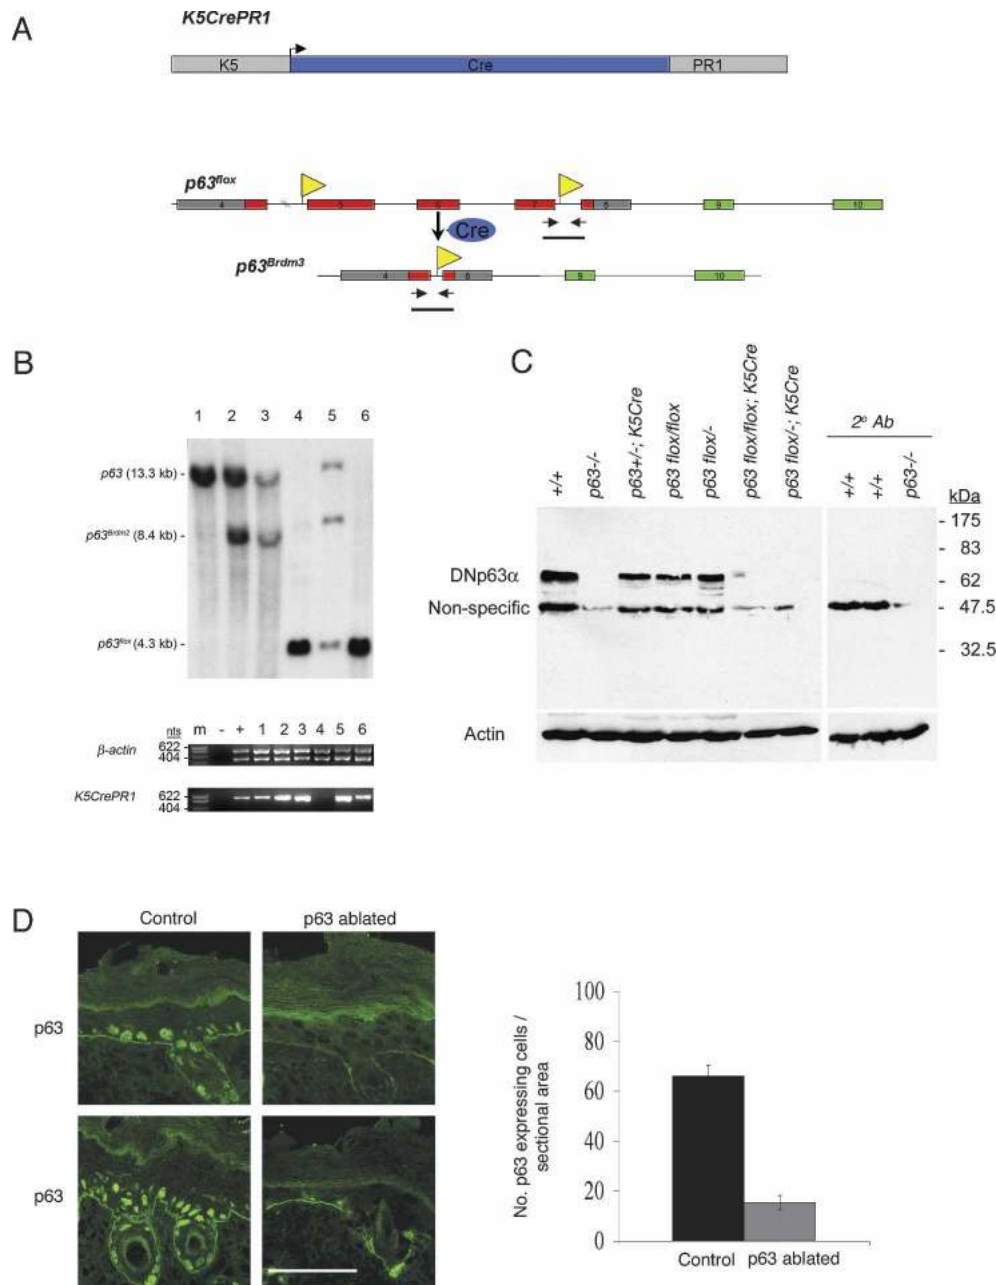 A
K5CrePR1
K5 Cre PR1
p63flox
4 5 6 7 8 9 10
Cre
p63Brdm3
4 8 9 10
B
1 2 3 4 5 6
p63 (13.3 kb) -
p63Brdm2 (8.4 kb) -
p63flox (4.3 kb) -
nts m - + 1 2 3 4 5 6
β-actin 622 404
K5CrePR1 622 404
C
+/+ p63-/- p63+/-; K5Cre p63 flox/flox p63 flox/- p63 flox/flox; K5Cre p63 flox/-; K5Cre
2º Ab
+/+ +/+ p63-/-
kDa
- 175
- 83
DNp63α - 62
Non-specific - 47.5
- 32.5
Actin
D
Control p63 ablated
p63
p63
No. p63 expressing cells /
sectional area
100
80
60
40
20
0
Control p63 ablated